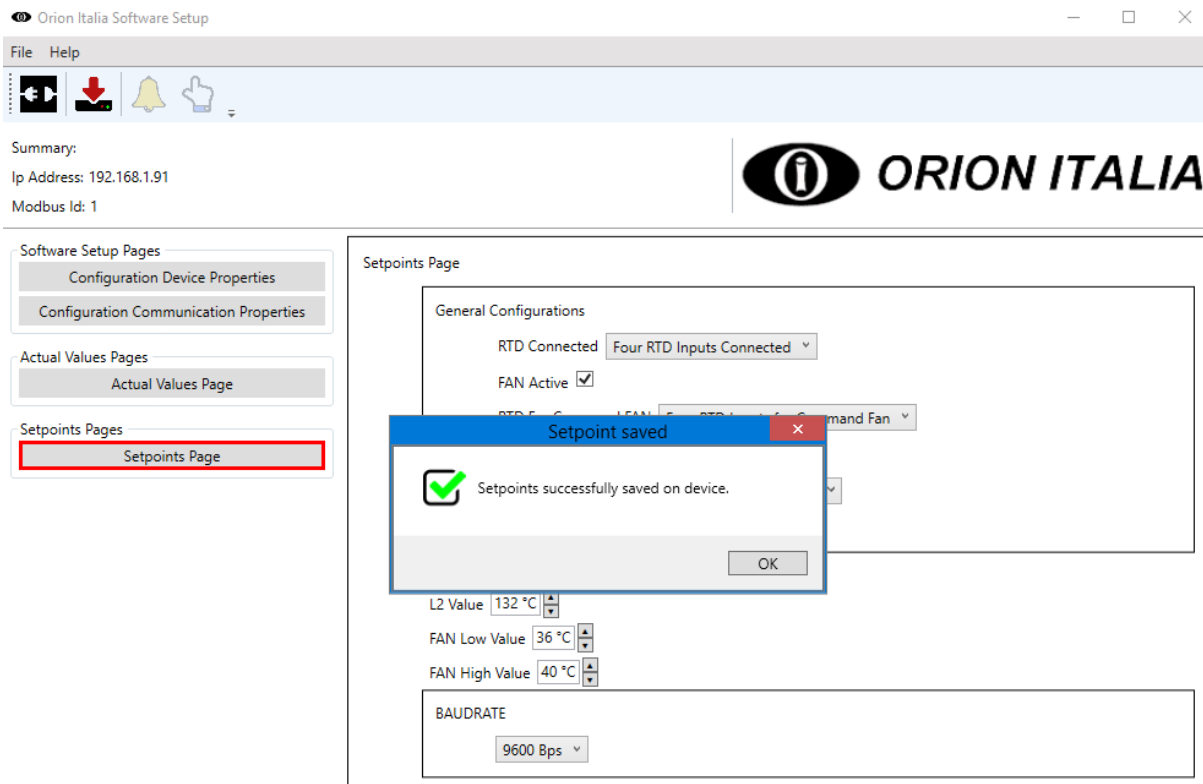 Orion Italia Software Setup
File Help
Summary:
Ip Address: 192.168.1.91
Modbus Id: 1
ORION ITALIA
Software Setup Pages
Configuration Device Properties
Configuration Communication Properties
Actual Values Pages
Actual Values Page
Setpoints Pages
Setpoints Page
Setpoints Page
General Configurations
RTD Connected Four RTD Inputs Connected
FAN Active
mand Fan
Setpoint saved
Setpoints successfully saved on device.
OK
L2 Value 132 °C
FAN Low Value 36 °C
FAN High Value 40 °C
BAUDRATE
9600 Bps